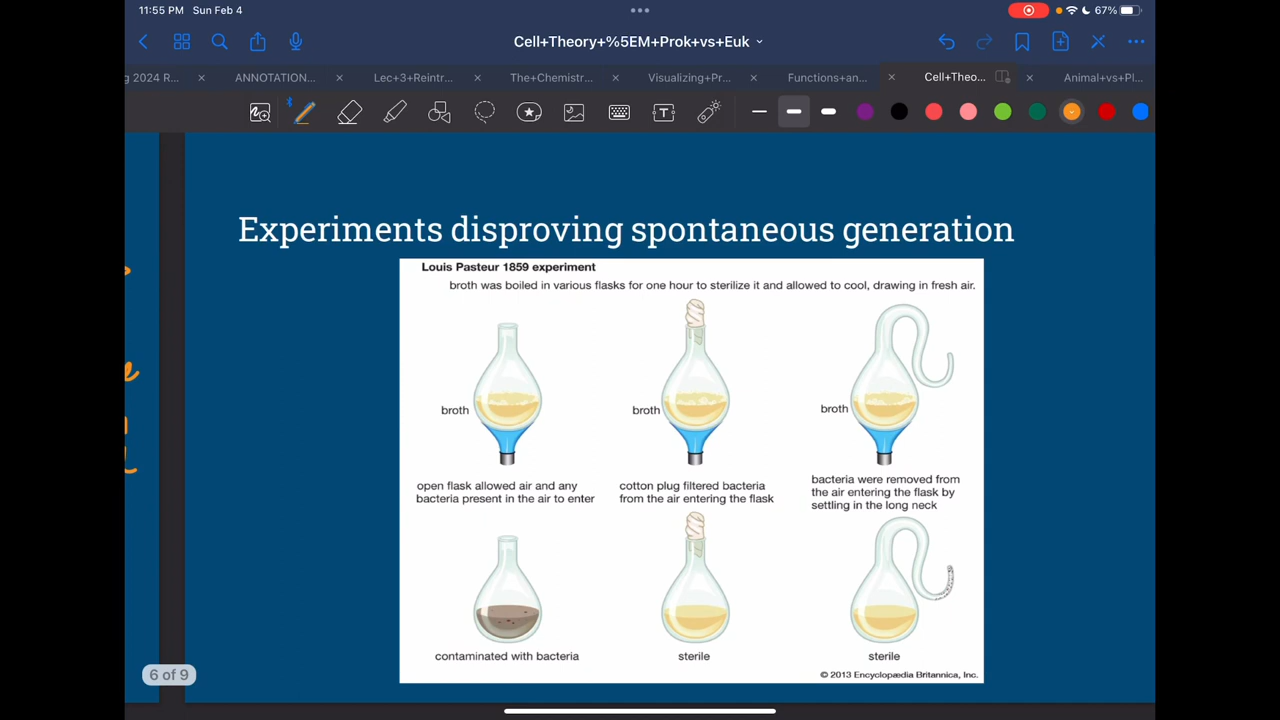 11:55 PM Sun Feb 4
67%
Cell+Theory+%5EM+Prok+vs+Euk
g 2024 R...
ANNOTATION...
Lec+3+Reintr...
The+Chemistr...
Visualizing+Pr...
Functions+an...
Cell+Theo...
Animal+vs+Pl...
Experiments disproving spontaneous generation
Louis Pasteur 1859 experiment
broth was boiled in various flasks for one hour to sterilize it and allowed to cool, drawing in fresh air.
broth
broth
broth
open flask allowed air and any
bacteria present in the air to enter
cotton plug filtered bacteria
from the air entering the flask
bacteria were removed from
the air entering the flask by
settling in the long neck
contaminated with bacteria
sterile
sterile
© 2013 Encyclopædia Britannica, Inc.
6 of 9